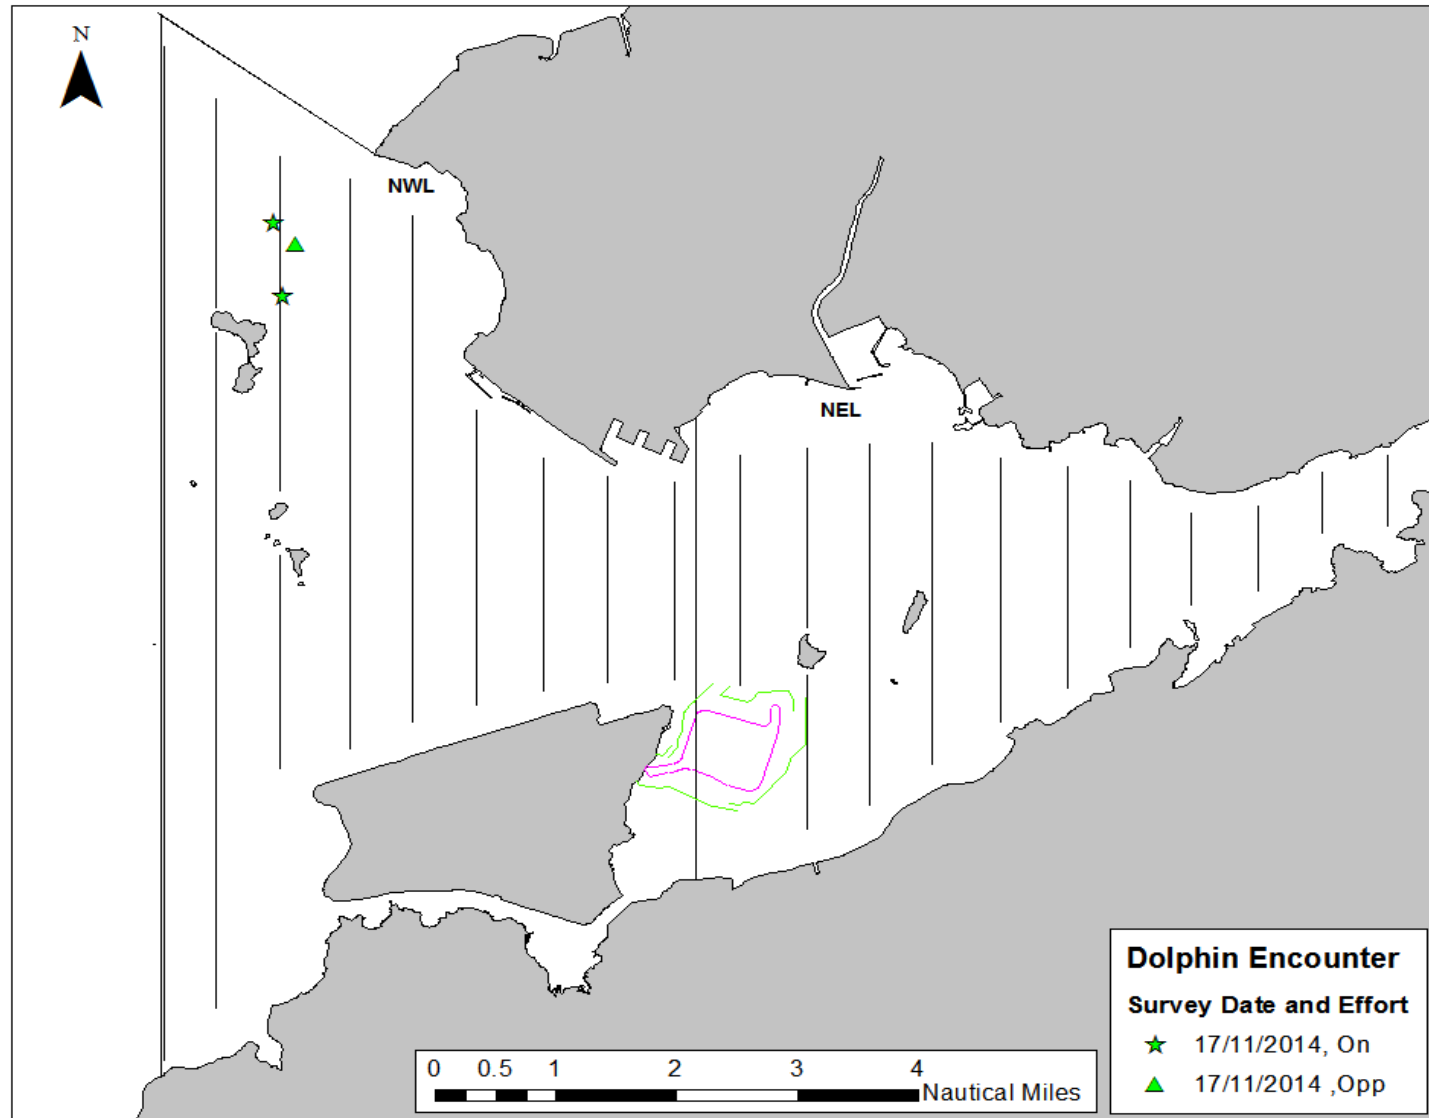 N
NWL
NEL
Dolphin Encounter
Survey Date and Effort
17/11/2014, On
17/11/2014 ,Opp
0 0.5 1 2 3 4
Nautical Miles